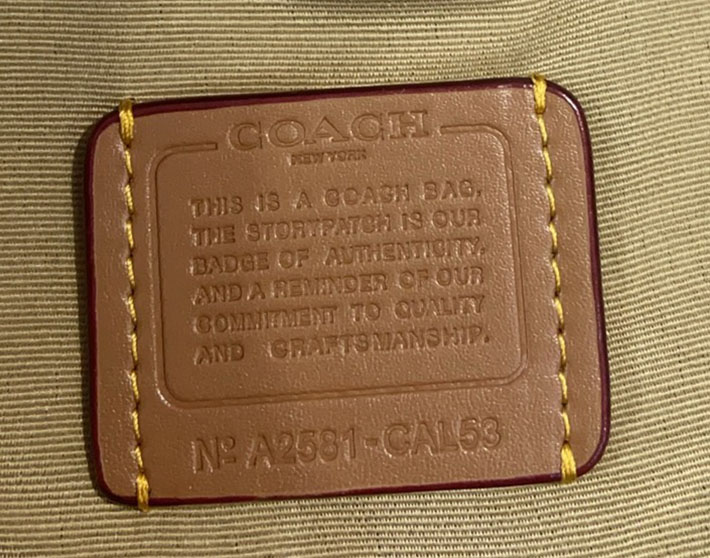 COACH
NEW YORK
THIS IS A COACH BAG.
THE STORYPATCH IS OUR
BADGE OF AUTHENTICITY,
AND A REMINDER OF OUR
COMMITMENT TO QUALITY
AND CRAFTSMANSHIP.
Nº A2581-CAL53